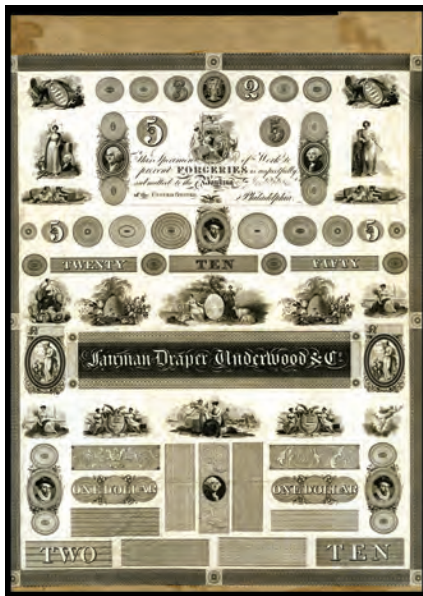 2
5
This Specimen of Work to
5
prevent FORGERIES is respectfully
submitted to the
of the UNITED STATES Philadelphia
5
5
TWENTY
TEN
FIFTY
Fairman Draper Underwood & Co.
ONE DOLLAR
ONE DOLLAR
TWO
TEN